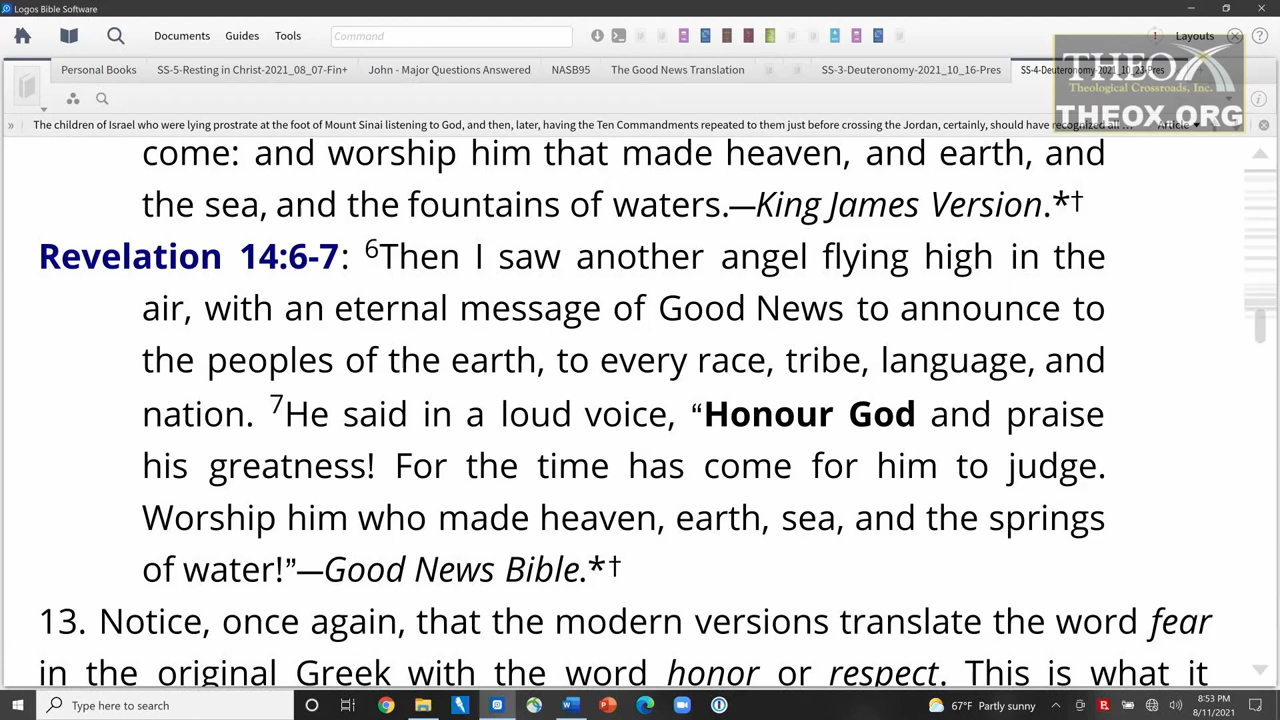 Logos Bible Software
Documents Guides Tools Command Layouts
Personal Books SS-5-Resting in Christ-2021_08_07-Fin+ s Answered NASB95 The Good News Translation SS-3-Deuteronomy-2021_10_16-Pres SS-4-Deuteronomy-2021_10_23-Pres
THEOX
Theological Crossroads, Inc.
THEOX.ORG
» The children of Israel who were lying prostrate at the foot of Mount Sinai listening to God, and then, later, having the Ten Commandments repeated to them just before crossing the Jordan, certainly, should have recognized all … Article
come: and worship him that made heaven, and earth, and
the sea, and the fountains of waters.—King James Version.*†
Revelation 14:6-7: 6Then I saw another angel flying high in the
air, with an eternal message of Good News to announce to
the peoples of the earth, to every race, tribe, language, and
nation. 7He said in a loud voice, “Honour God and praise
his greatness! For the time has come for him to judge.
Worship him who made heaven, earth, sea, and the springs
of water!”—Good News Bible.*†
13. Notice, once again, that the modern versions translate the word fear
in the original Greek with the word honor or respect. This is what it
Type here to search
67°F Partly sunny
8:53 PM
8/11/2021